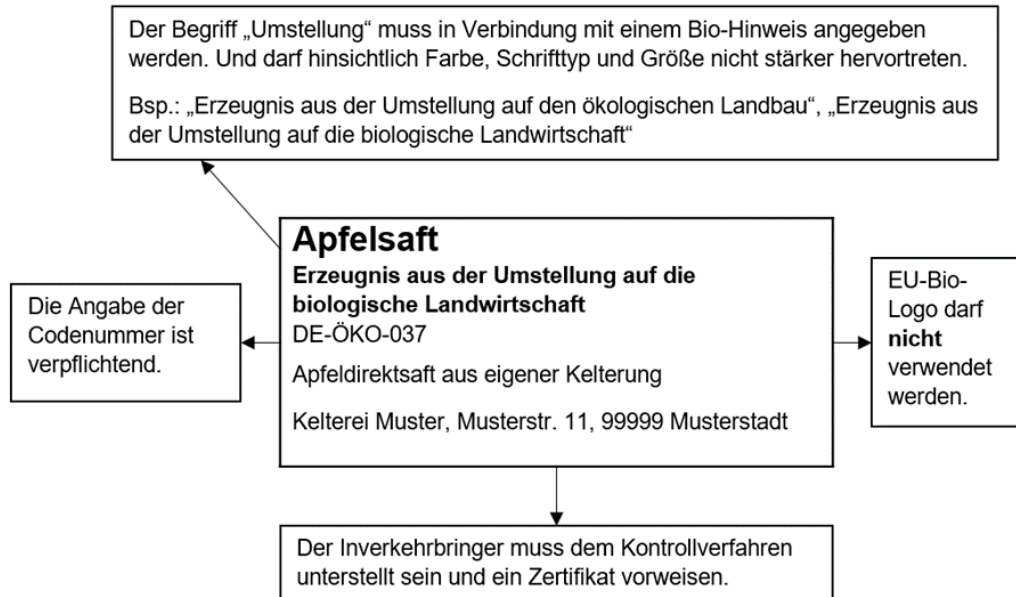 Der Begriff „Umstellung“ muss in Verbindung mit einem Bio-Hinweis angegeben
werden. Und darf hinsichtlich Farbe, Schrifttyp und Größe nicht stärker hervortreten.
Bsp.: „Erzeugnis aus der Umstellung auf den ökologischen Landbau“, „Erzeugnis aus
der Umstellung auf die biologische Landwirtschaft“
Apfelsaft
Erzeugnis aus der Umstellung auf die
biologische Landwirtschaft
DE-ÖKO-037
Apfeldirektsaft aus eigener Kelterung
Kelterei Muster, Musterstr. 11, 99999 Musterstadt
Die Angabe der
Codenummer ist
verpflichtend.
EU-Bio-
Logo darf
nicht
verwendet
werden.
Der Inverkehrbringer muss dem Kontrollverfahren
unterstellt sein und ein Zertifikat vorweisen.